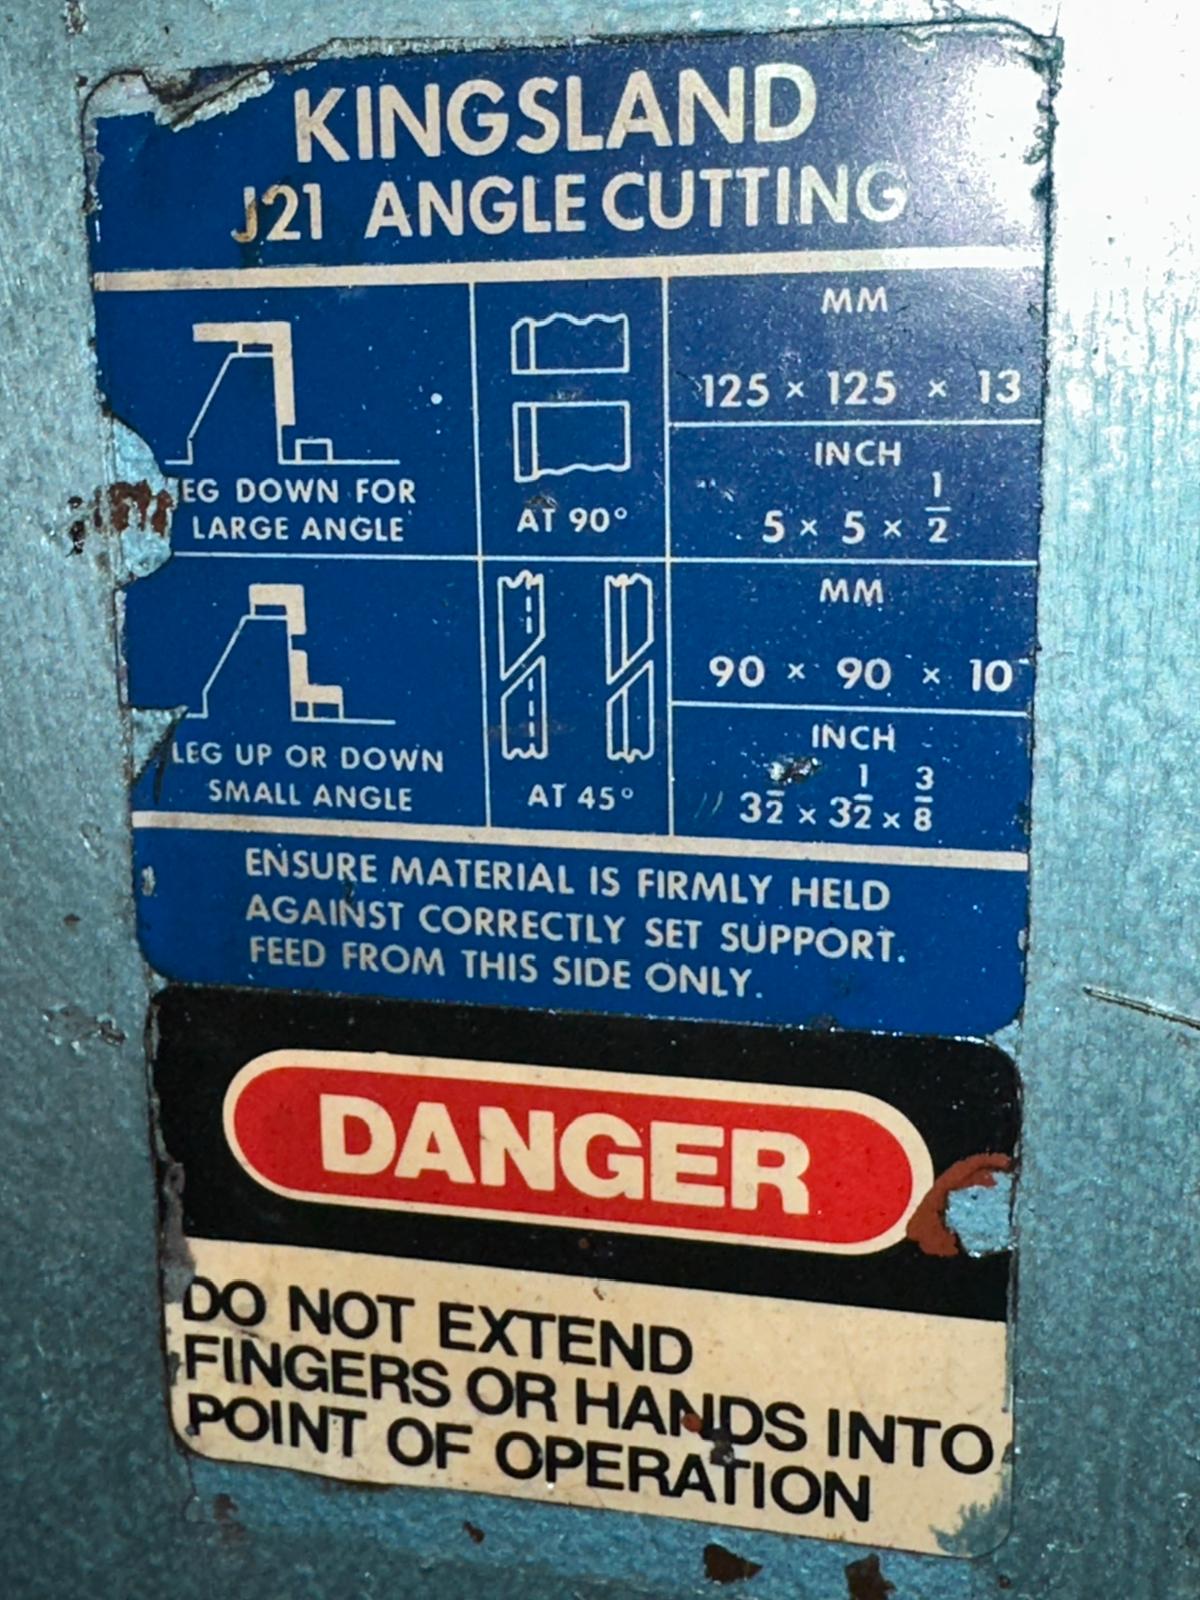 KINGSLAND
J21 ANGLE CUTTING
MM
125 × 125 × 13
INCH
5 × 5 × 1/2
EG DOWN FOR
LARGE ANGLE
AT 90°
MM
90 × 90 × 10
INCH
3 1/2 × 3 1/2 × 3/8
LEG UP OR DOWN
SMALL ANGLE
AT 45°
ENSURE MATERIAL IS FIRMLY HELD
AGAINST CORRECTLY SET SUPPORT.
FEED FROM THIS SIDE ONLY.
DANGER
DO NOT EXTEND
FINGERS OR HANDS INTO
POINT OF OPERATION